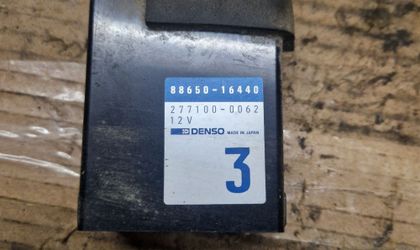 88650-16440
277100-0062
12V
DENSO MADE IN JAPAN
3